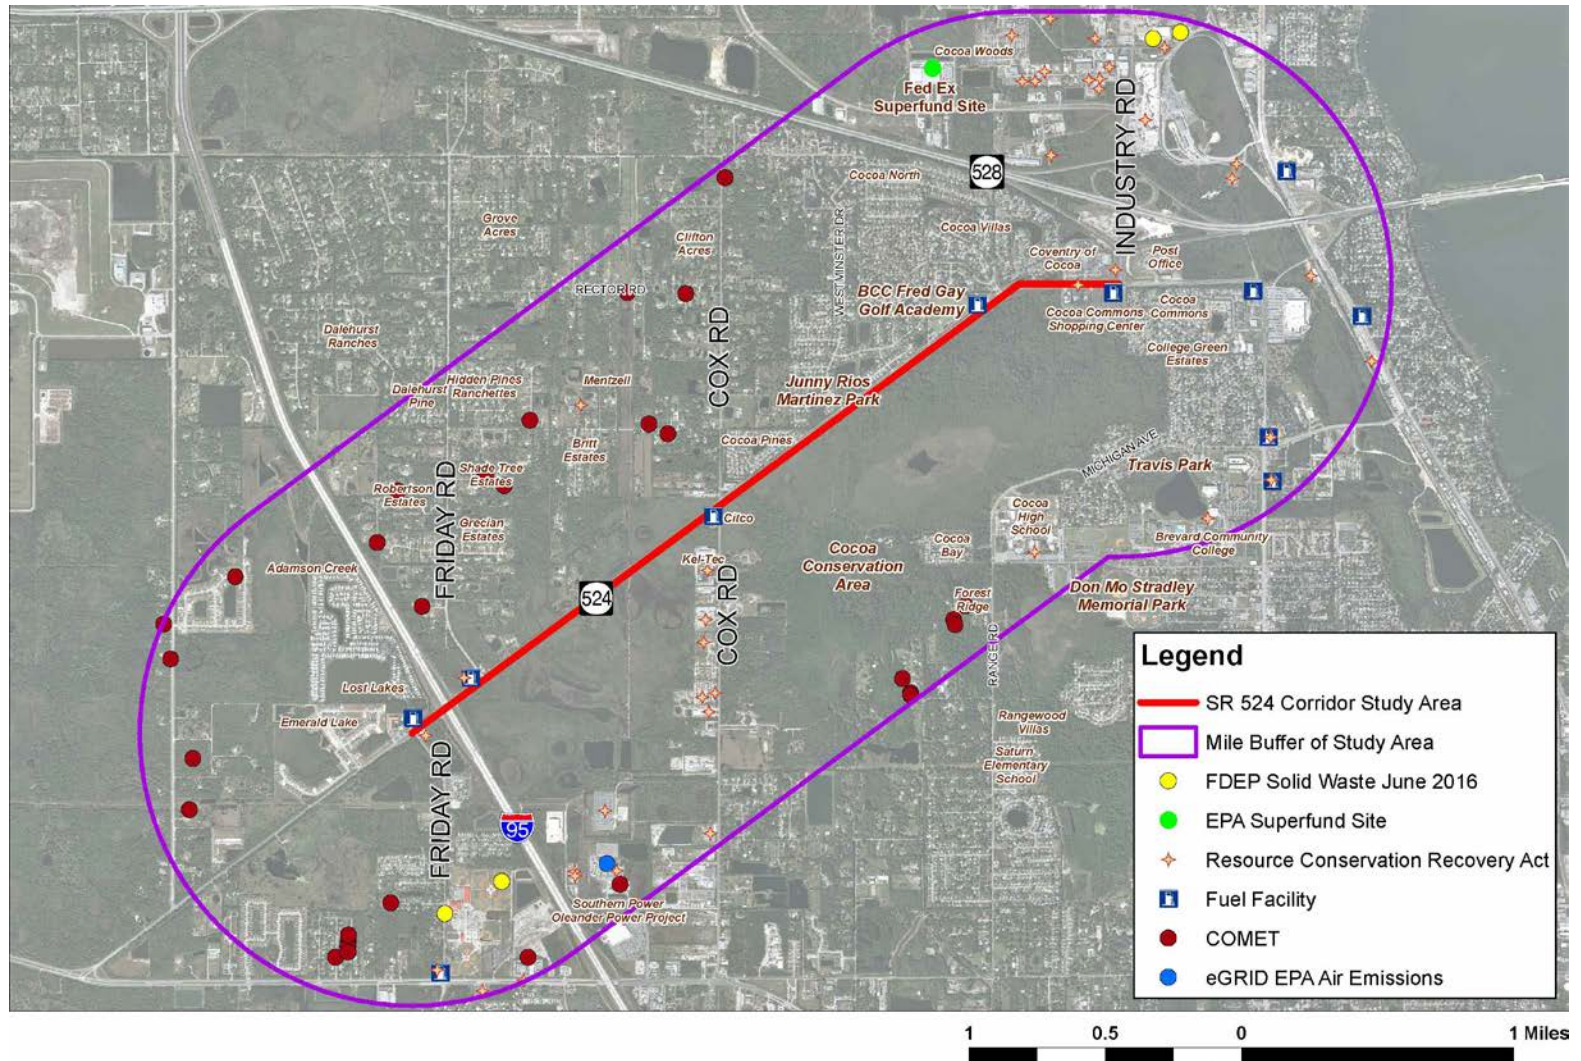 Cocoa Woods
Fed Ex
Superfund Site
INDUSTRY RD
528
Cocoa North
Grove
Acres
Clifton
Acres
WESTMINSTER DR
Cocoa Villas
Coventry of
Cocoa
Post
Office
RECTOR RD
BCC Fred Gay
Golf Academy
Cocoa Commons
Shopping Center
Cocoa
Commons
Dalehurst
Ranches
COX RD
College Green
Estates
Dalehurst
Pine
Hidden Pines
Ranchettes
Mentzell
Junny Rios
Martinez Park
Britt
Estates
Cocoa Pines
MICHIGAN AVE
Travis Park
Robertson
Estates
Shade Tree
Estates
FRIDAY RD
Grecian
Estates
Citco
Cocoa
High
School
Brevard Community
College
Adamson Creek
Kel-Tec
Cocoa
Conservation
Area
Cocoa
Bay
524
COX RD
Forest
Ridge
Don Mo Stradley
Memorial Park
RANGE RD
Lost Lakes
Emerald Lake
FRIDAY RD
Rangewood
Villas
Saturn
Elementary
School
95
Southern Power
Oleander Power Project
Legend
SR 524 Corridor Study Area
Mile Buffer of Study Area
FDEP Solid Waste June 2016
EPA Superfund Site
Resource Conservation Recovery Act
Fuel Facility
COMET
eGRID EPA Air Emissions
1 0.5 0 1 Miles